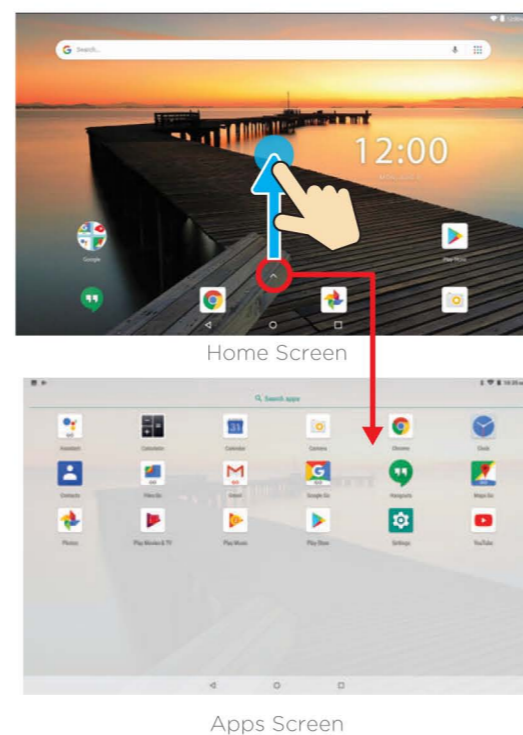 Search...
12:00
Google
Play Store
Home Screen
Search apps
Assistant Calculator Calendar Camera Chrome Clock
Contacts Files Go Gmail Google Go Hangouts Maps Go
Photos Play Movies & TV Play Music Play Store Settings YouTube
Apps Screen